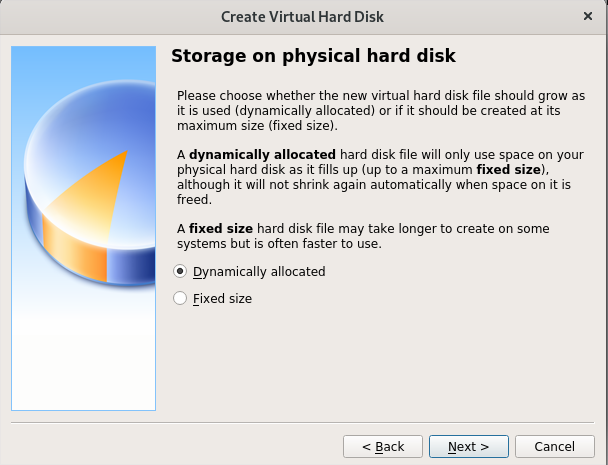 Create Virtual Hard Disk
Storage on physical hard disk
Please choose whether the new virtual hard disk file should grow as
it is used (dynamically allocated) or if it should be created at its
maximum size (fixed size).
A dynamically allocated hard disk file will only use space on your
physical hard disk as it fills up (up to a maximum fixed size),
although it will not shrink again automatically when space on it is
freed.
A fixed size hard disk file may take longer to create on some
systems but is often faster to use.
Dynamically allocated
Fixed size
< Back
Next >
Cancel